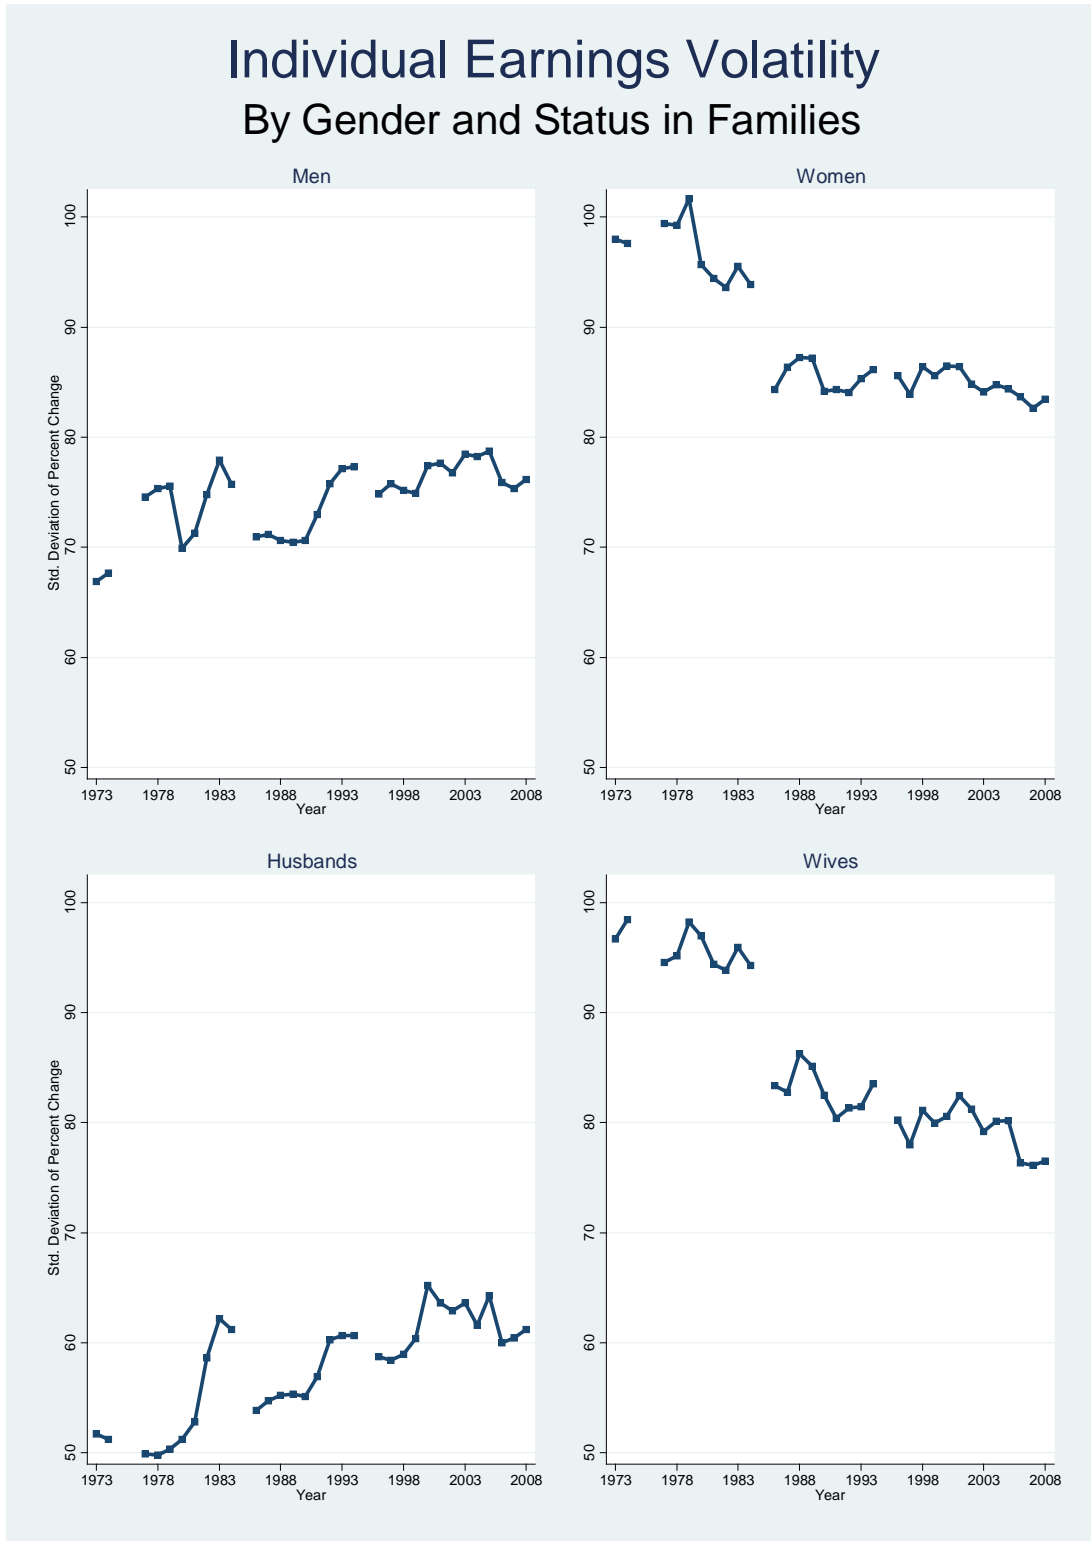 Individual Earnings Volatility
By Gender and Status in Families
Men
Std. Deviation of Percent Change
100
90
80
70
60
50
1973 1978 1983 1988 1993 1998 2003 2008
Year
Women
100
90
80
70
60
50
1973 1978 1983 1988 1993 1998 2003 2008
Year
Husbands
Std. Deviation of Percent Change
100
90
80
70
60
50
1973 1978 1983 1988 1993 1998 2003 2008
Year
Wives
100
90
80
70
60
50
1973 1978 1983 1988 1993 1998 2003 2008
Year